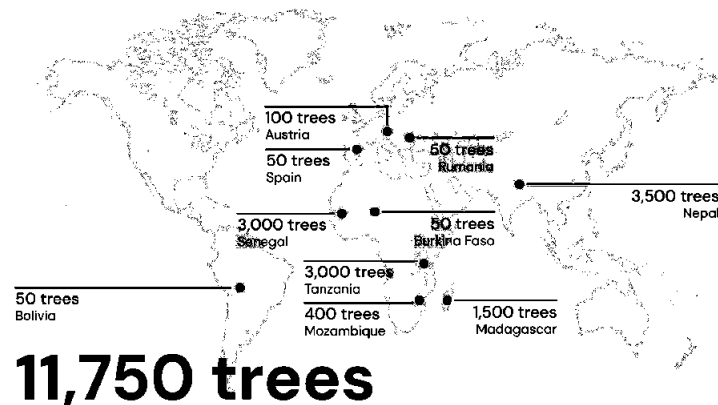 100 trees
Austria
50 trees
Rumania
50 trees
Spain
3,500 trees
Nepal
3,000 trees
Senegal
50 trees
Burkina Faso
3,000 trees
Tanzania
50 trees
Bolivia
400 trees
Mozambique
1,500 trees
Madagascar
11,750 trees